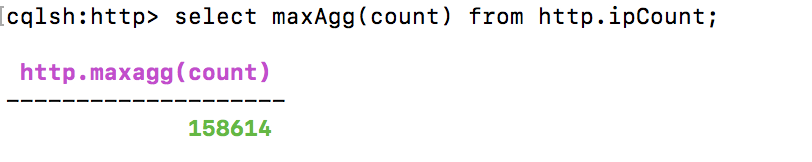 [cqlsh:http> select maxAgg(count) from http.ipCount;
http.maxagg(count)
--------------------
158614